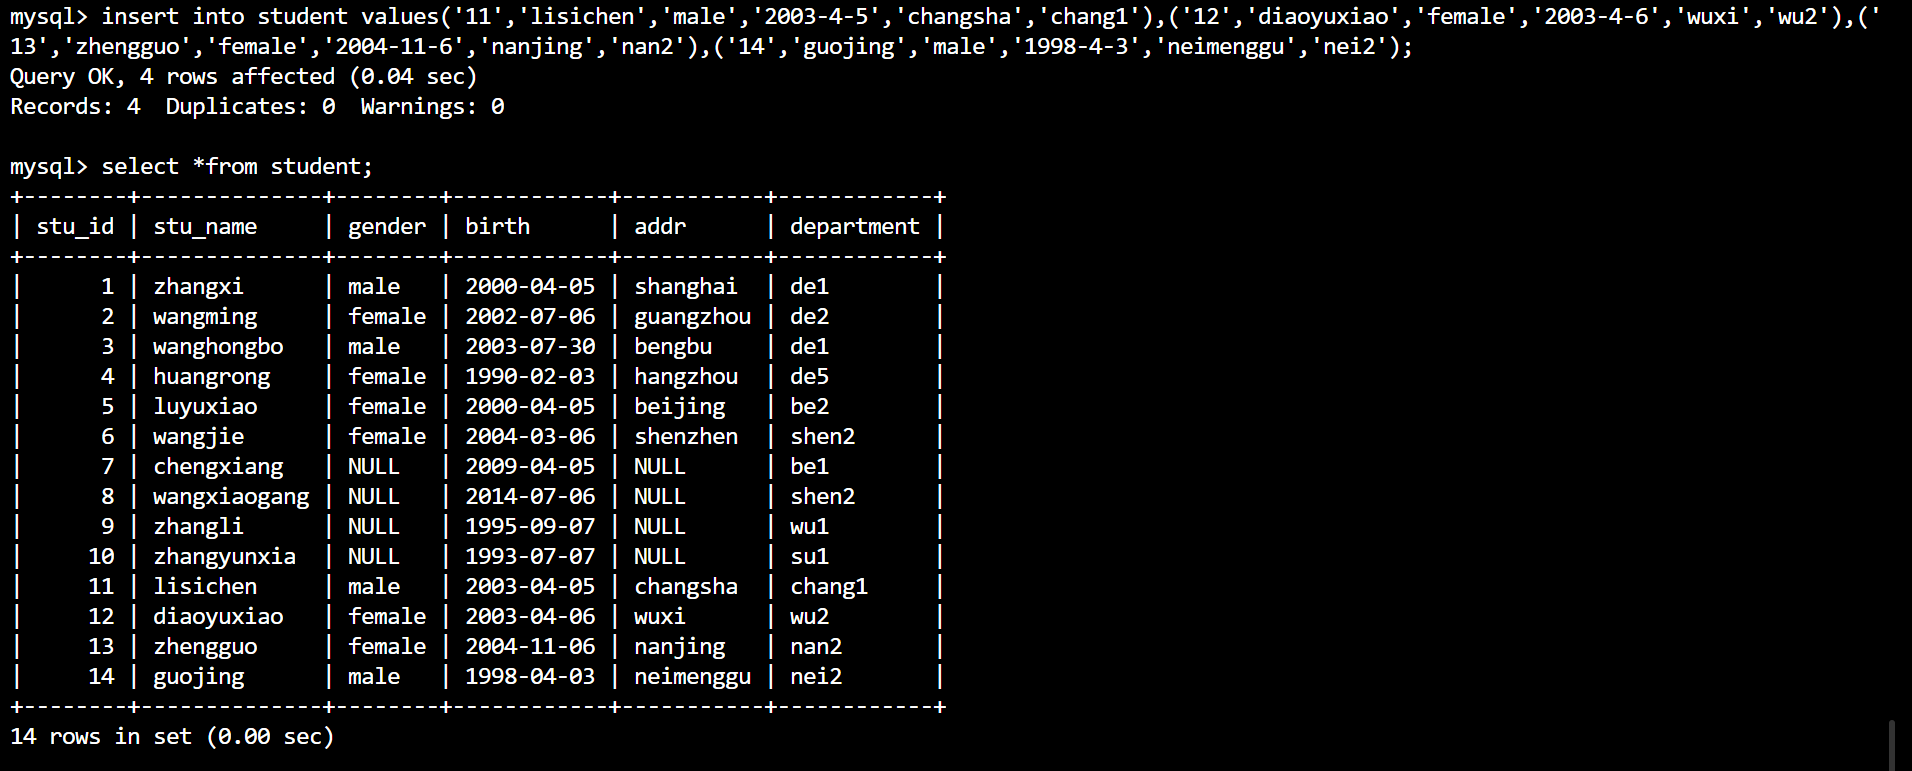 mysql> insert into student values('11','lisichen','male','2003-4-5','changsha','chang1'),('12','diaoyuxiao','female','2003-4-6','wuxi','wu2'),('
13','zhengguo','female','2004-11-6','nanjing','nan2'),('14','guojing','male','1998-4-3','neimenggu','nei2');
Query OK, 4 rows affected (0.04 sec)
Records: 4  Duplicates: 0  Warnings: 0

mysql> select *from student;
+--------+--------------+--------+------------+-----------+------------+
| stu_id | stu_name     | gender | birth      | addr      | department |
+--------+--------------+--------+------------+-----------+------------+
|      1 | zhangxi      | male   | 2000-04-05 | shanghai  | de1        |
|      2 | wangming     | female | 2002-07-06 | guangzhou | de2        |
|      3 | wanghongbo   | male   | 2003-07-30 | bengbu    | de1        |
|      4 | huangrong    | female | 1990-02-03 | hangzhou  | de5        |
|      5 | luyuxiao     | female | 2000-04-05 | beijing   | be2        |
|      6 | wangjie      | female | 2004-03-06 | shenzhen  | shen2      |
|      7 | chengxiang   | NULL   | 2009-04-05 | NULL      | be1        |
|      8 | wangxiaogang | NULL   | 2014-07-06 | NULL      | shen2      |
|      9 | zhangli      | NULL   | 1995-09-07 | NULL      | wu1        |
|     10 | zhangyunxia  | NULL   | 1993-07-07 | NULL      | su1        |
|     11 | lisichen     | male   | 2003-04-05 | changsha  | chang1     |
|     12 | diaoyuxiao   | female | 2003-04-06 | wuxi      | wu2        |
|     13 | zhengguo     | female | 2004-11-06 | nanjing   | nan2       |
|     14 | guojing      | male   | 1998-04-03 | neimenggu | nei2       |
+--------+--------------+--------+------------+-----------+------------+
14 rows in set (0.00 sec)